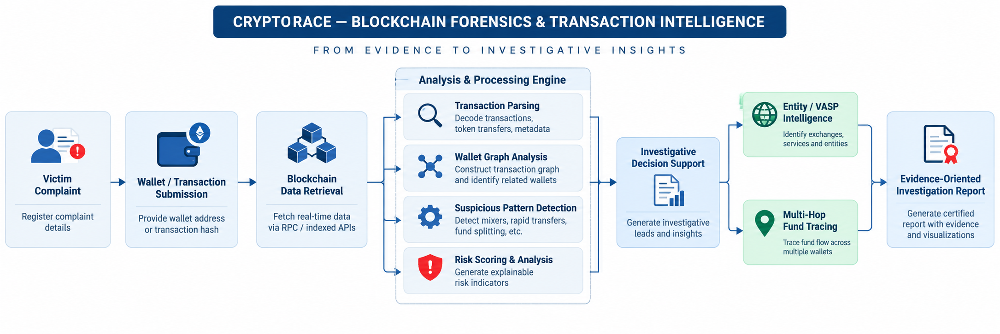 CRYPTORACE — BLOCKCHAIN FORENSICS & TRANSACTION INTELLIGENCE
FROM EVIDENCE TO INVESTIGATIVE INSIGHTS
Victim
Complaint
Register complaint
details
Wallet / Transaction
Submission
Provide wallet address
or transaction hash
Blockchain
Data Retrieval
Fetch real-time data
via RPC / indexed APIs
Analysis & Processing Engine
Transaction Parsing
Decode transactions,
token transfers, metadata
Wallet Graph Analysis
Construct transaction graph
and identify related wallets
Suspicious Pattern Detection
Detect mixers, rapid transfers,
fund splitting, etc.
Risk Scoring & Analysis
Generate explainable
risk indicators
Investigative
Decision Support
Generate investigative
leads and insights
Entity / VASP
Intelligence
Identify exchanges,
services and entities
Multi-Hop
Fund Tracing
Trace fund flow across
multiple wallets
Evidence-Oriented
Investigation Report
Generate certified
report with evidence
and visualizations